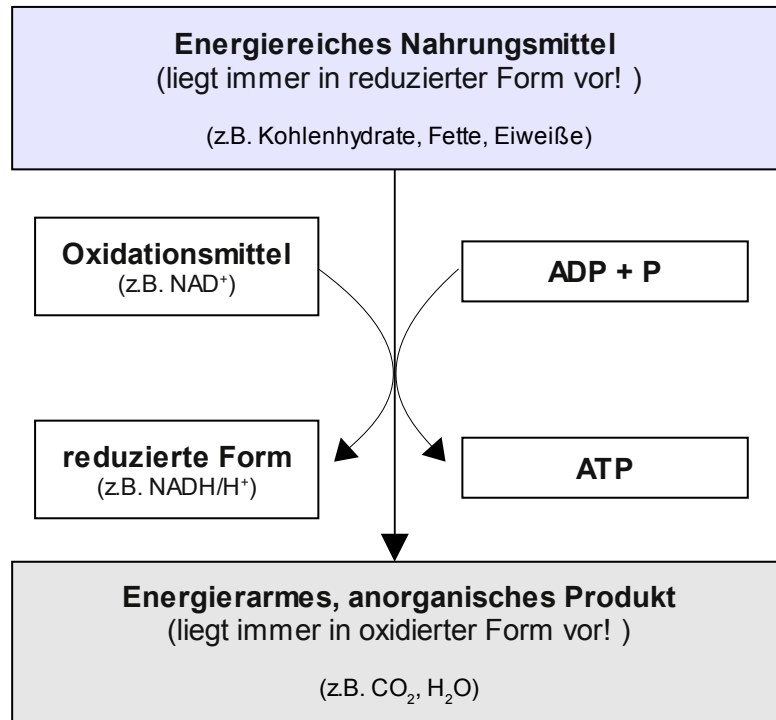 Energiereiches Nahrungsmittel
(liegt immer in reduzierter Form vor! )
(z.B. Kohlenhydrate, Fette, Eiweiße)
Oxidationsmittel
(z.B. NAD⁺)
ADP + P
reduzierte Form
(z.B. NADH/H⁺)
ATP
Energierarmes, anorganisches Produkt
(liegt immer in oxidierter Form vor! )
(z.B. CO₂, H₂O)